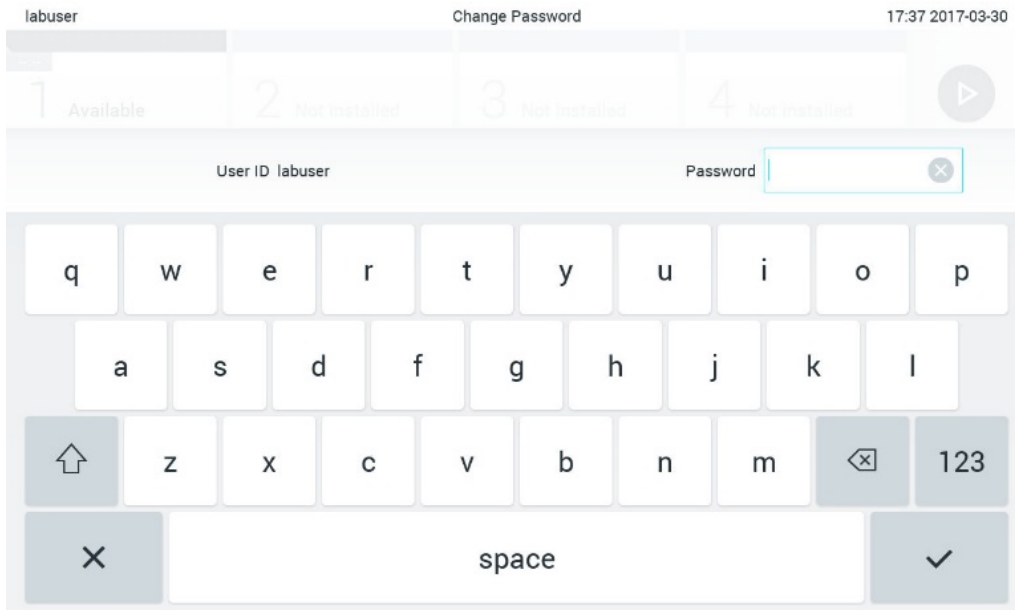 labuser Change Password 17:37 2017-03-30
1 Available 2 Not installed 3 Not installed 4 Not installed
User ID labuser Password
q w e r t y u i o p
a s d f g h j k l
z x c v b n m 123
space